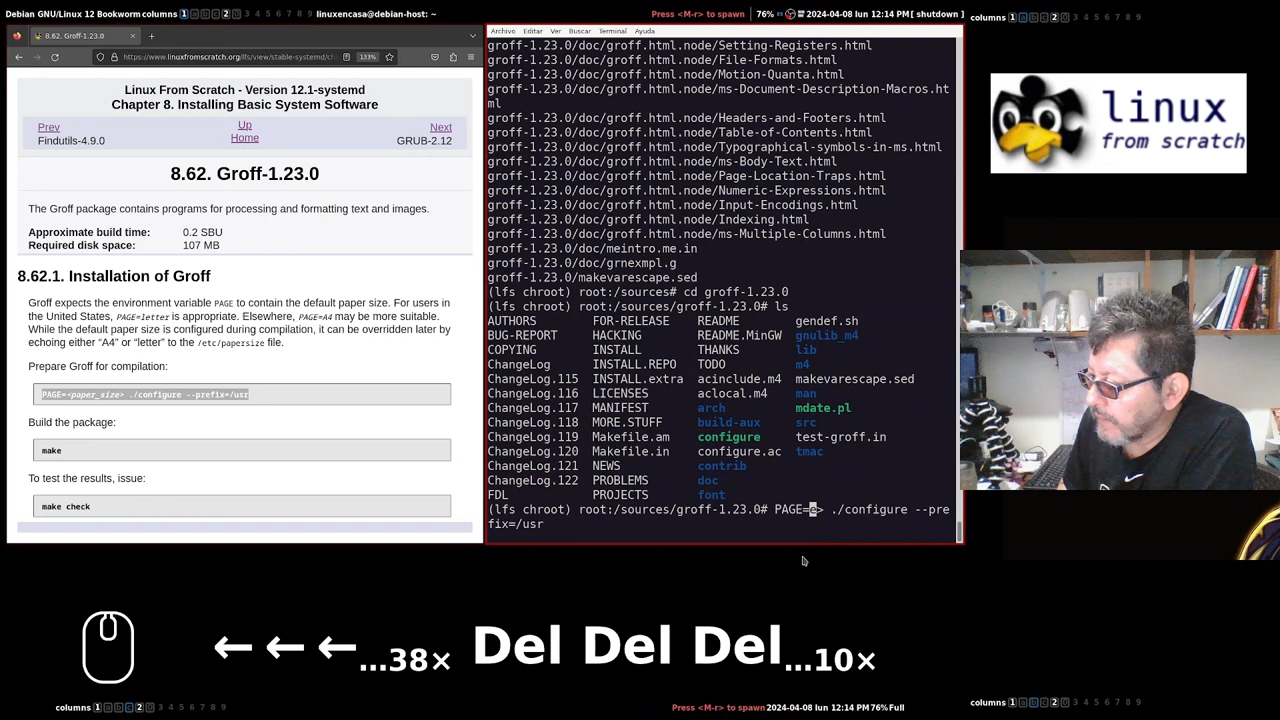 Debian GNU/Linux 12 Bookworm columns 1 a b c 2 0 3 4 5 6 7 8 9 linuxencasa@debian-host: ~
Press <M-r> to spawn 76% 2024-04-08 lun 12:14 PM [ shutdown ]
columns 1 a b c 2 0 3 4 5 6 7 8 9
8.62. Groff-1.23.0
https://www.linuxfromscratch.org/lfs/view/stable-systemd/ch
133%
Linux From Scratch - Version 12.1-systemd
Chapter 8. Installing Basic System Software
Prev Up Next
Findutils-4.9.0 Home GRUB-2.12
8.62. Groff-1.23.0
The Groff package contains programs for processing and formatting text and images.
Approximate build time: 0.2 SBU
Required disk space: 107 MB
8.62.1. Installation of Groff
Groff expects the environment variable PAGE to contain the default paper size. For users in
the United States, PAGE=letter is appropriate. Elsewhere, PAGE=A4 may be more suitable.
While the default paper size is configured during compilation, it can be overridden later by
echoing either “A4” or “letter” to the /etc/papersize file.
Prepare Groff for compilation:
PAGE=<paper_size> ./configure --prefix=/usr
Build the package:
make
To test the results, issue:
make check
Archivo Editar Ver Buscar Terminal Ayuda
groff-1.23.0/doc/groff.html.node/Setting-Registers.html
groff-1.23.0/doc/groff.html.node/File-Formats.html
groff-1.23.0/doc/groff.html.node/Motion-Quanta.html
groff-1.23.0/doc/groff.html.node/ms-Document-Description-Macros.ht
ml
groff-1.23.0/doc/groff.html.node/Headers-and-Footers.html
groff-1.23.0/doc/groff.html.node/Table-of-Contents.html
groff-1.23.0/doc/groff.html.node/Typographical-symbols-in-ms.html
groff-1.23.0/doc/groff.html.node/ms-Body-Text.html
groff-1.23.0/doc/groff.html.node/Page-Location-Traps.html
groff-1.23.0/doc/groff.html.node/Numeric-Expressions.html
groff-1.23.0/doc/groff.html.node/Input-Encodings.html
groff-1.23.0/doc/groff.html.node/Indexing.html
groff-1.23.0/doc/groff.html.node/ms-Multiple-Columns.html
groff-1.23.0/doc/meintro.me.in
groff-1.23.0/doc/grnexmpl.g
groff-1.23.0/makevarescape.sed
(lfs chroot) root:/sources# cd groff-1.23.0
(lfs chroot) root:/sources/groff-1.23.0# ls
AUTHORS FOR-RELEASE README gendef.sh
BUG-REPORT HACKING README.MinGW gnulib_m4
COPYING INSTALL THANKS lib
ChangeLog INSTALL.REPO TODO m4
ChangeLog.115 INSTALL.extra acinclude.m4 makevarescape.sed
ChangeLog.116 LICENSES aclocal.m4 man
ChangeLog.117 MANIFEST arch mdate.pl
ChangeLog.118 MORE.STUFF build-aux src
ChangeLog.119 Makefile.am configure test-groff.in
ChangeLog.120 Makefile.in configure.ac tmac
ChangeLog.121 NEWS contrib
ChangeLog.122 PROBLEMS doc
FDL PROJECTS font
(lfs chroot) root:/sources/groff-1.23.0# PAGE=e> ./configure --pre
fix=/usr
linux
from scratch
←←←...38× Del Del Del...10×
columns 1 a b c 2 0 3 4 5 6 7 8 9
Press <M-r> to spawn 2024-04-08 lun 12:14 PM 76% Full
columns 1 a b c 2 0 3 4 5 6 7 8 9